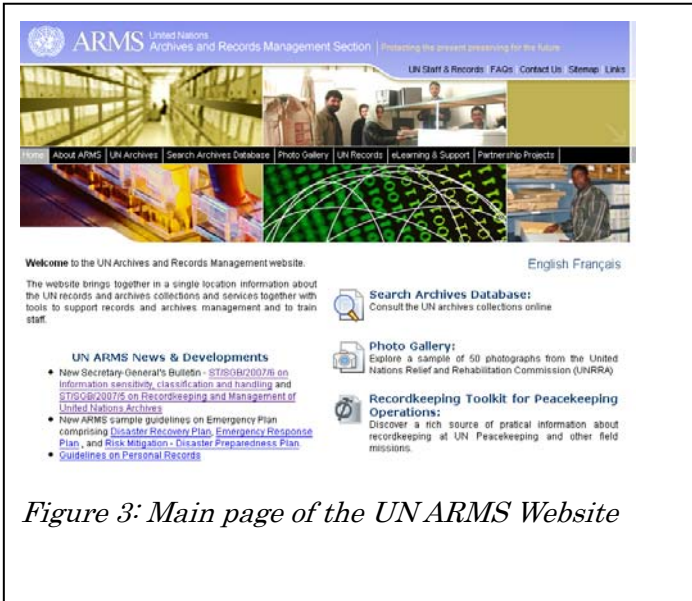 ARMS United Nations
Archives and Records Management Section | Protecting the present preserving for the future
UN Staff & Records FAQs Contact Us Sitemap Links
Home About ARMS UN Archives Search Archives Database Photo Gallery UN Records eLearning & Support Partnership Projects
Welcome to the UN Archives and Records Management website.
The website brings together in a single location information about
the UN records and archives collections and services together with
tools to support records and archives management and to train
staff.
UN ARMS News & Developments
• New Secretary-General's Bulletin - ST/SGB/2007/6 on
Information sensitivity, classification and handling and
ST/SGB/2007/5 on Recordkeeping and Management of
United Nations Archives
• New ARMS sample guidelines on Emergency Plan
comprising Disaster Recovery Plan, Emergency Response
Plan , and Risk Mitigation - Disaster Preparedness Plan.
• Guidelines on Personal Records
English Français
Search Archives Database:
Consult the UN archives collections online
Photo Gallery:
Explore a sample of 50 photographs from the United
Nations Relief and Rehabilitation Commission (UNRRA)
Recordkeeping Toolkit for Peacekeeping
Operations:
Discover a rich source of pratical information about
recordkeeping at UN Peacekeeping and other field
missions.
Figure 3: Main page of the UN ARMS Website